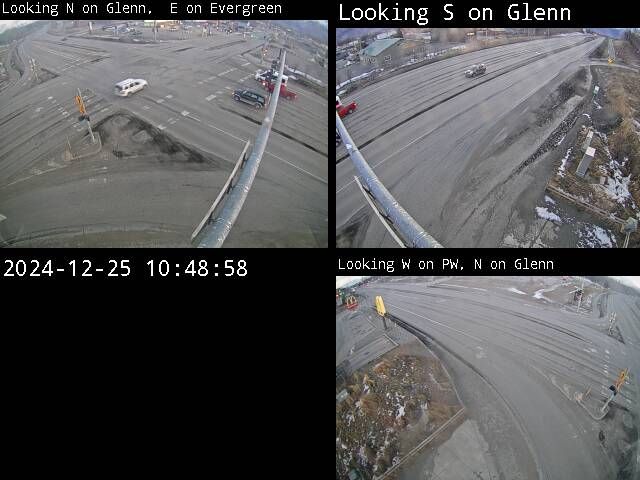 Looking N on Glenn,  E on Evergreen
Looking S on Glenn
2024-12-25 10:48:58
Looking W on PW, N on Glenn